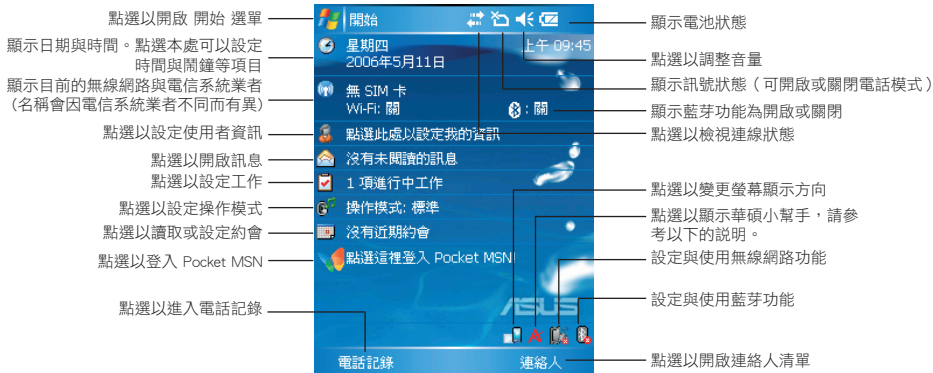 點選以開啟 開始 選單
顯示日期與時間。點選本處可以設定
時間與鬧鐘等項目
顯示目前的無線網路與電信系統業者
(名稱會因電信系統業者不同而有異)
點選以設定使用者資訊
點選以開啟訊息
點選以設定工作
點選以設定操作模式
點選以讀取或設定約會
點選以登入 Pocket MSN
點選以進入電話記錄
開始
上午 09:45
星期四
2006年5月11日
無 SIM 卡
Wi-Fi: 關
: 關
點選此處以設定我的資訊
沒有未閱讀的訊息
1 項進行中工作
操作模式: 標準
沒有近期約會
點選這裡登入 Pocket MSN!
ASUS
電話記錄
連絡人
顯示電池狀態
點選以調整音量
顯示訊號狀態(可開啟或關閉電話模式)
顯示藍芽功能為開啟或關閉
點選以檢視連線狀態
點選以變更螢幕顯示方向
點選以顯示華碩小幫手,請參
考以下的說明。
設定與使用無線網路功能
設定與使用藍芽功能
點選以開啟連絡人清單